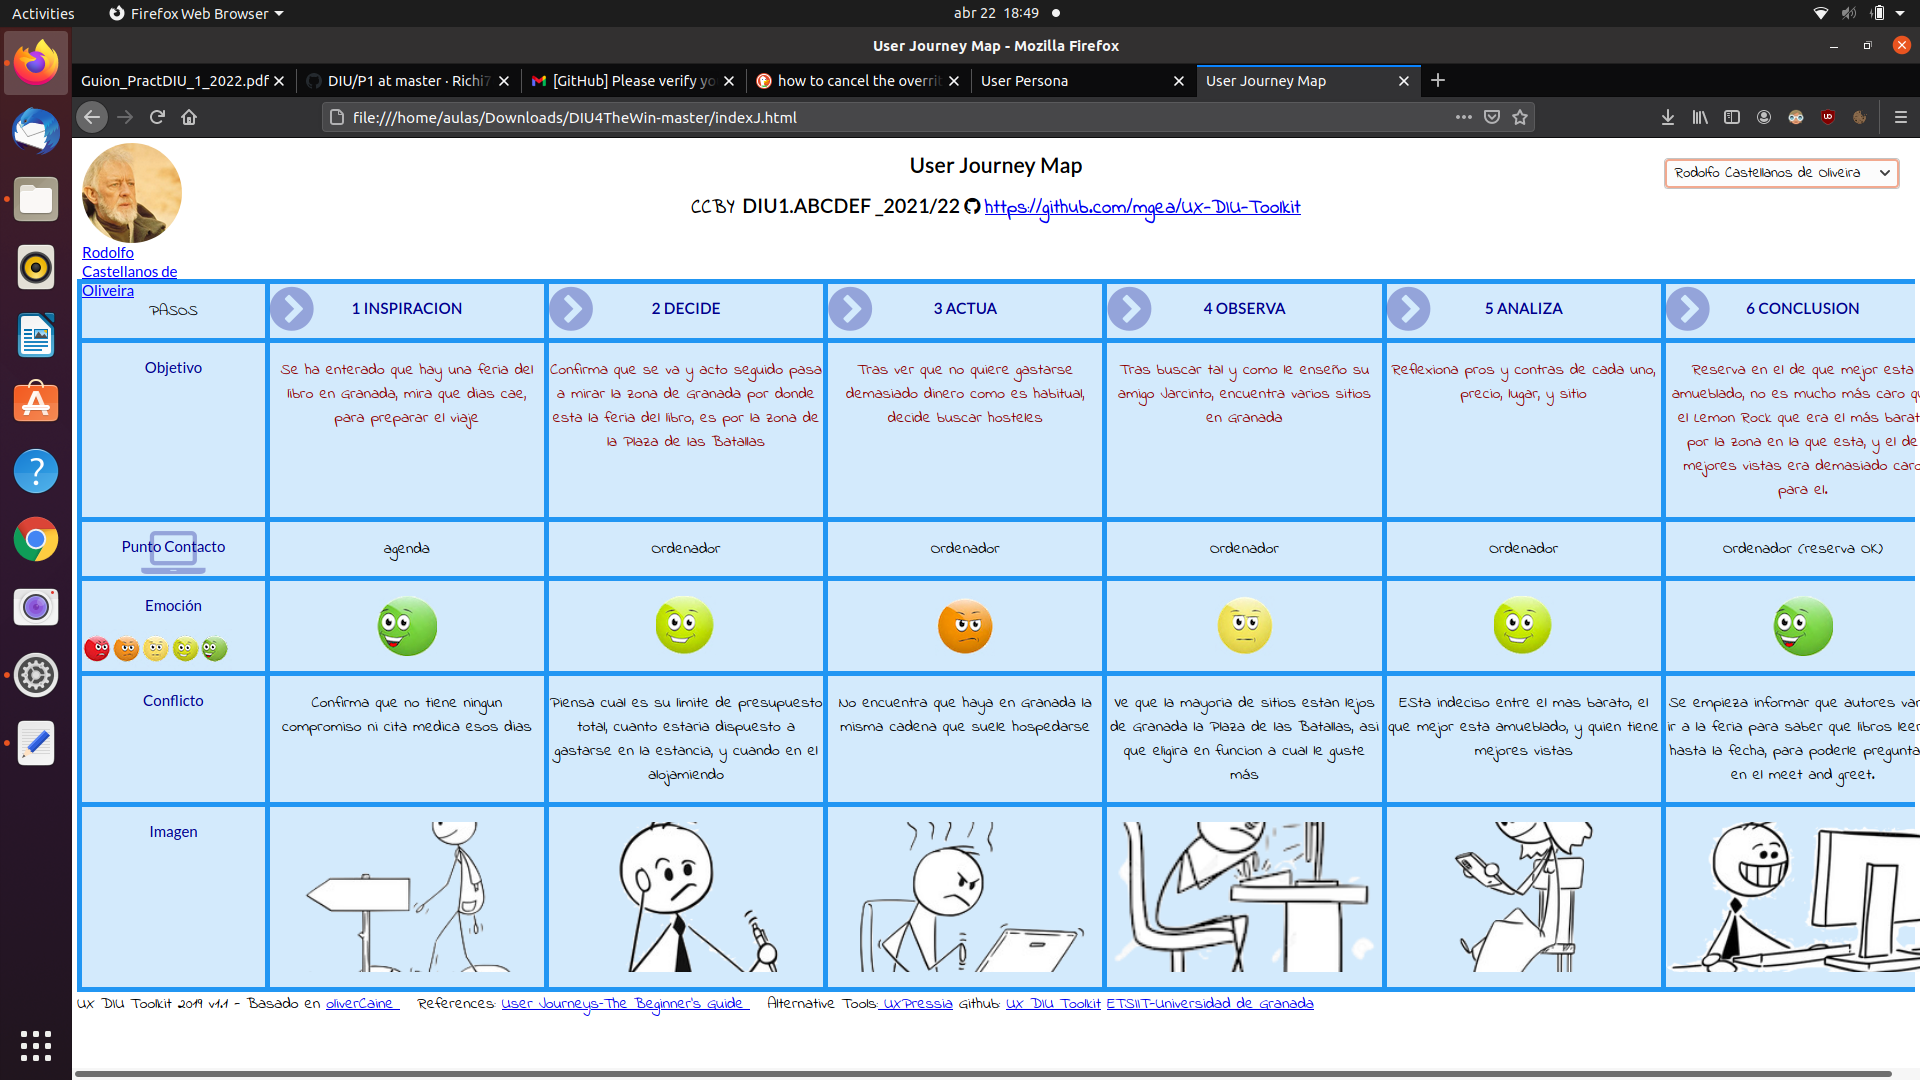 Activities
Firefox Web Browser
abr 22 18:49
User Journey Map - Mozilla Firefox
Guion_PractDIU_1_2022.pdf
DIU/P1 at master · Richi7
[GitHub] Please verify yo
how to cancel the overri
User Persona
User Journey Map
file:///home/aulas/Downloads/DIU4TheWin-master/indexJ.html
User Journey Map
Rodolfo Castellanos de Oliveira
CCBY DIU1.ABCDEF _2021/22 https://github.com/mgea/UX-DIU-Toolkit
Rodolfo
Castellanos de
Oliveira
PASOS
1 INSPIRACION
2 DECIDE
3 ACTUA
4 OBSERVA
5 ANALIZA
6 CONCLUSION
Objetivo
Se ha enterado que hay una feria del
libro en Granada, mira que dias cae,
para preparar el viaje
Confirma que se va y acto seguido pasa
a mirar la zona de Granada por donde
esta la feria del libro, es por la zona de
la Plaza de las Batallas
Tras ver que no quiere gastarse
demasiado dinero como es habitual,
decide buscar hosteles
Tras buscar tal y como le enseño su
amigo Jarcinto, encuentra varios sitios
en Granada
Reflexiona pros y contras de cada uno,
precio, lugar, y sitio
Reserva en el de que mejor esta
amueblado, no es mucho más caro qu
el Lemon Rock que era el más barat
por la zona en la que esta, y el de
mejores vistas era demasiado caro
para el.
Punto Contacto
agenda
Ordenador
Ordenador
Ordenador
Ordenador
Ordenador (reserva OK)
Emoción
Conflicto
Confirma que no tiene ningun
compromiso ni cita medica esos dias
Piensa cual es su limite de presupuesto
total, cuanto estaria dispuesto a
gastarse en la estancia, y cuando en el
alojamiendo
No encuentra que haya en Granada la
misma cadena que suele hospedarse
Ve que la mayoria de sitios estan lejos
de Granada la Plaza de las Batallas, asi
que eligira en funcion a cual le guste
más
ESta indeciso entre el mas barato, el
que mejor esta amueblado, y quien tiene
mejores vistas
Se empieza informar que autores van
ir a la feria para saber que libros leer
hasta la fecha, para poderle pregunta
en el meet and greet.
Imagen
UX DIU Toolkit 2019 v1.1 - Basado en oliverCaine References: User Journeys-The Beginner's Guide Alternative Tools: UXPressia Github: UX DIU Toolkit ETSIIT-Universidad de Granada